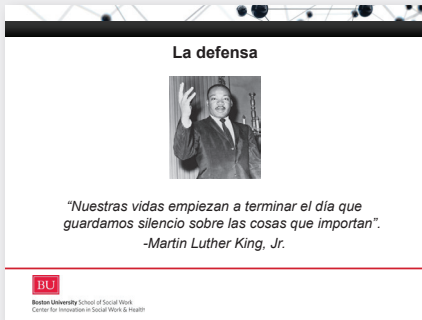 La defensa
“Nuestras vidas empiezan a terminar el día que
guardamos silencio sobre las cosas que importan”.
-Martin Luther King, Jr.
BU
Boston University School of Social Work
Center for Innovation in Social Work & Health